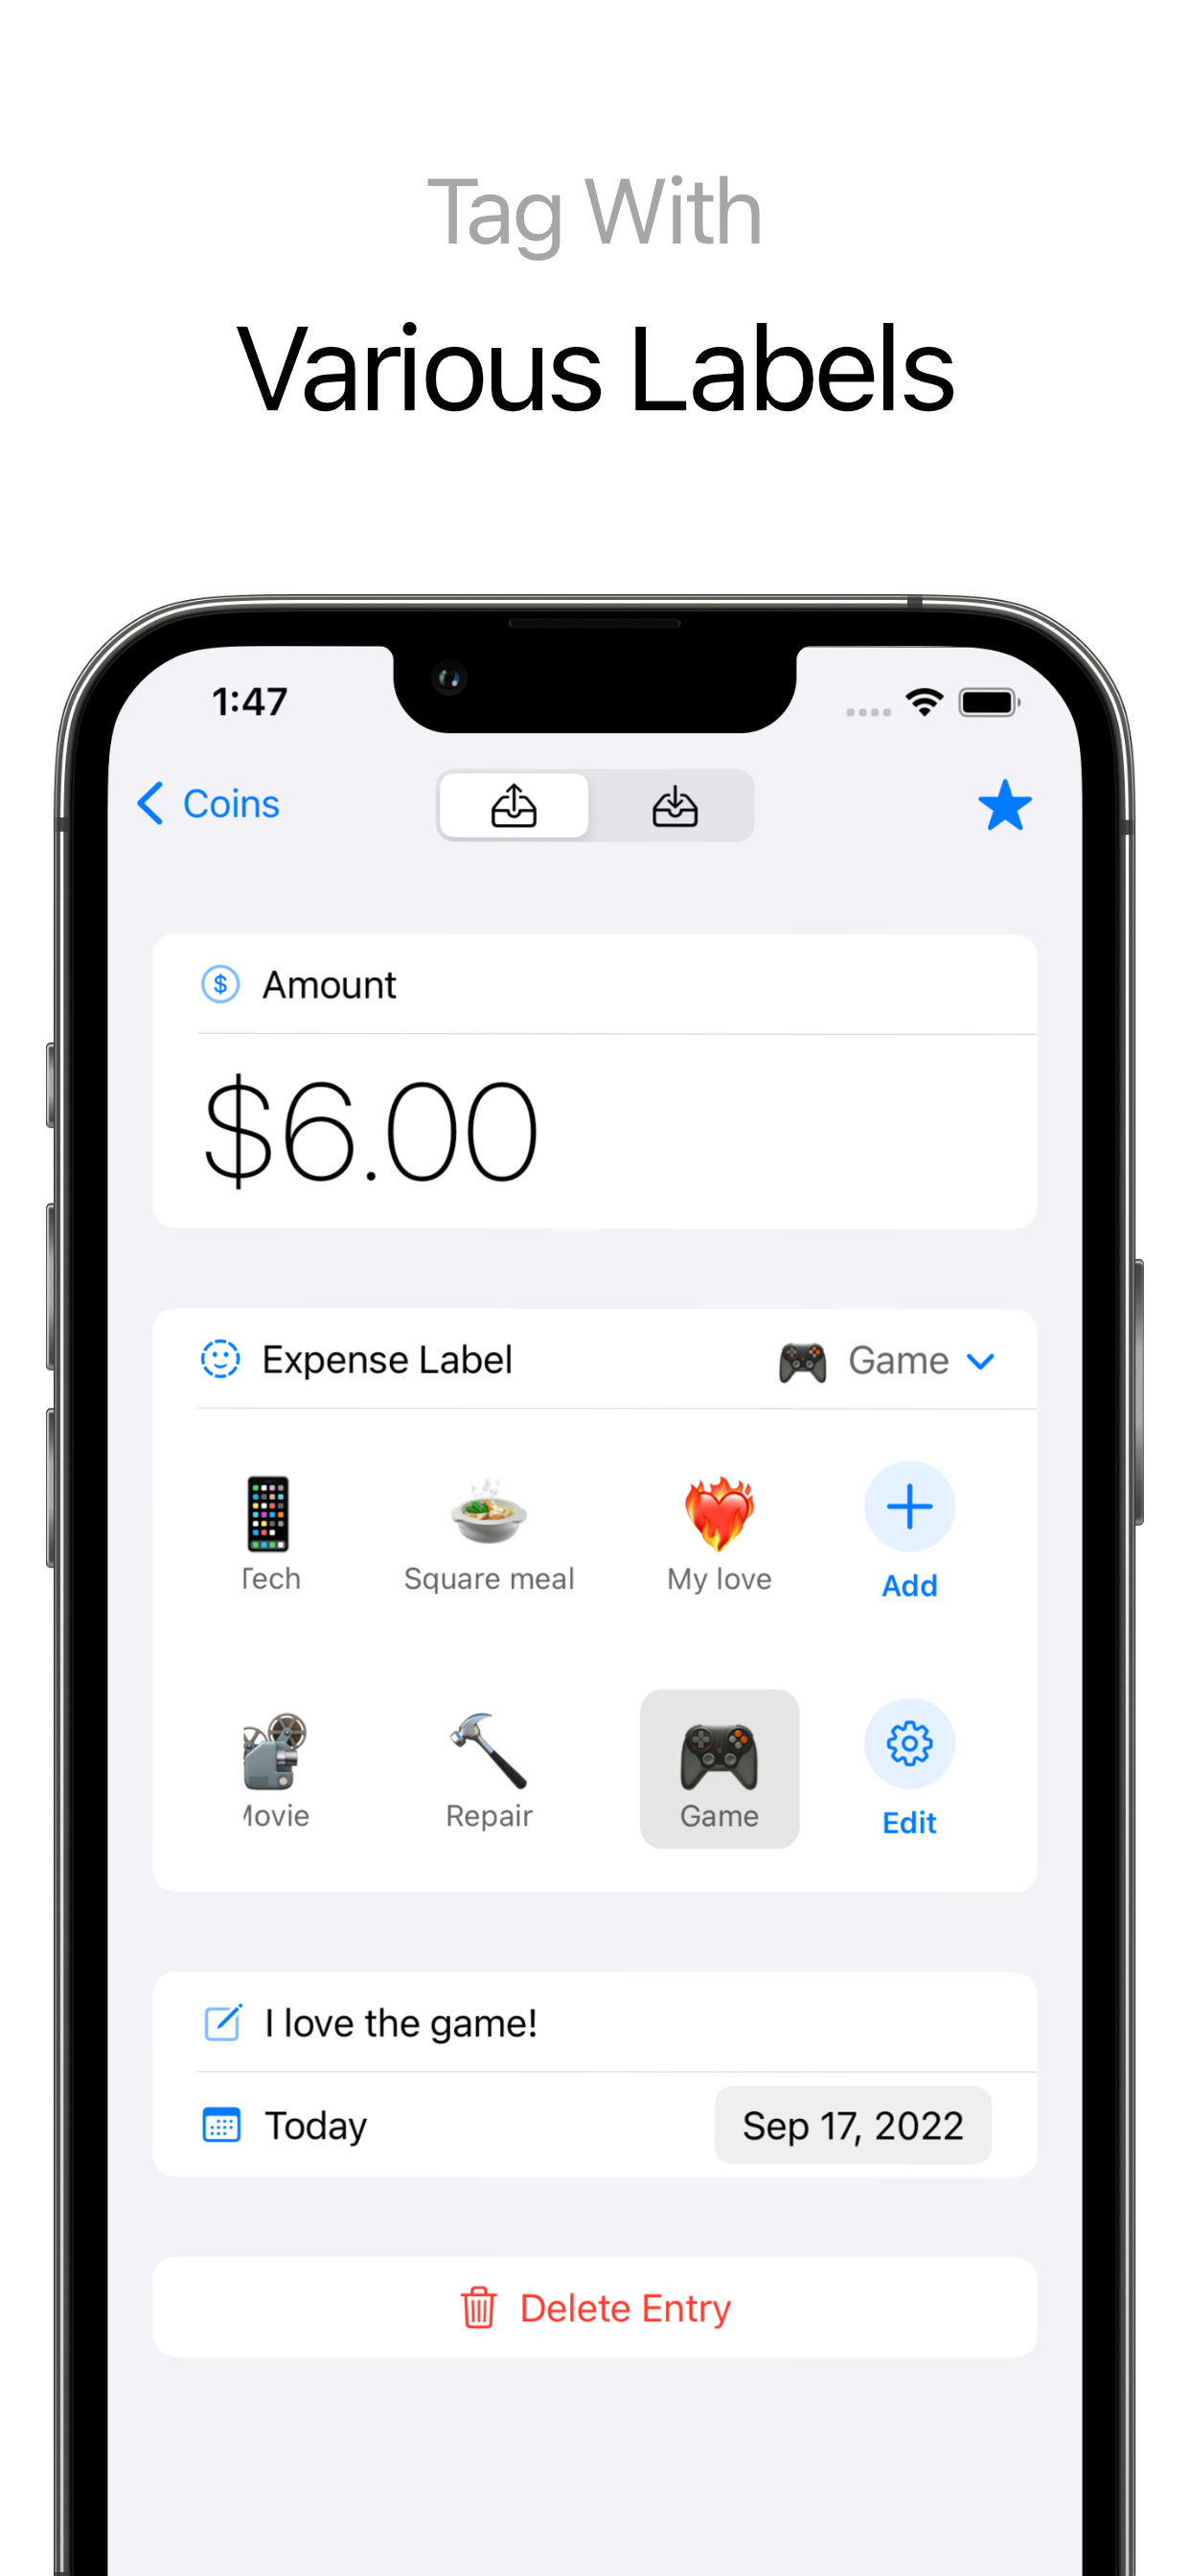 Tag With
Various Labels
1:47
Coins
$ Amount
$6.00
Expense Label Game
Tech Square meal My love Add
Movie Repair Game Edit
I love the game!
Today Sep 17, 2022
Delete Entry